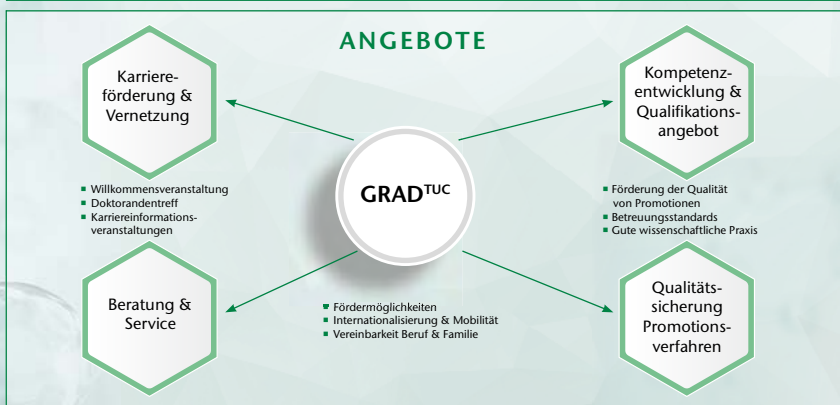 ANGEBOTE
Karriere-
förderung &
Vernetzung
Kompetenz-
entwicklung &
Qualifikations-
angebot
GRADTUC
▪ Willkommensveranstaltung
▪ Doktorandentreff
▪ Karriereinformations-
veranstaltungen
▪ Förderung der Qualität
von Promotionen
▪ Betreuungsstandards
▪ Gute wissenschaftliche Praxis
Beratung &
Service
▪ Fördermöglichkeiten
▪ Internationalisierung & Mobilität
▪ Vereinbarkeit Beruf & Familie
Qualitäts-
sicherung
Promotions-
verfahren